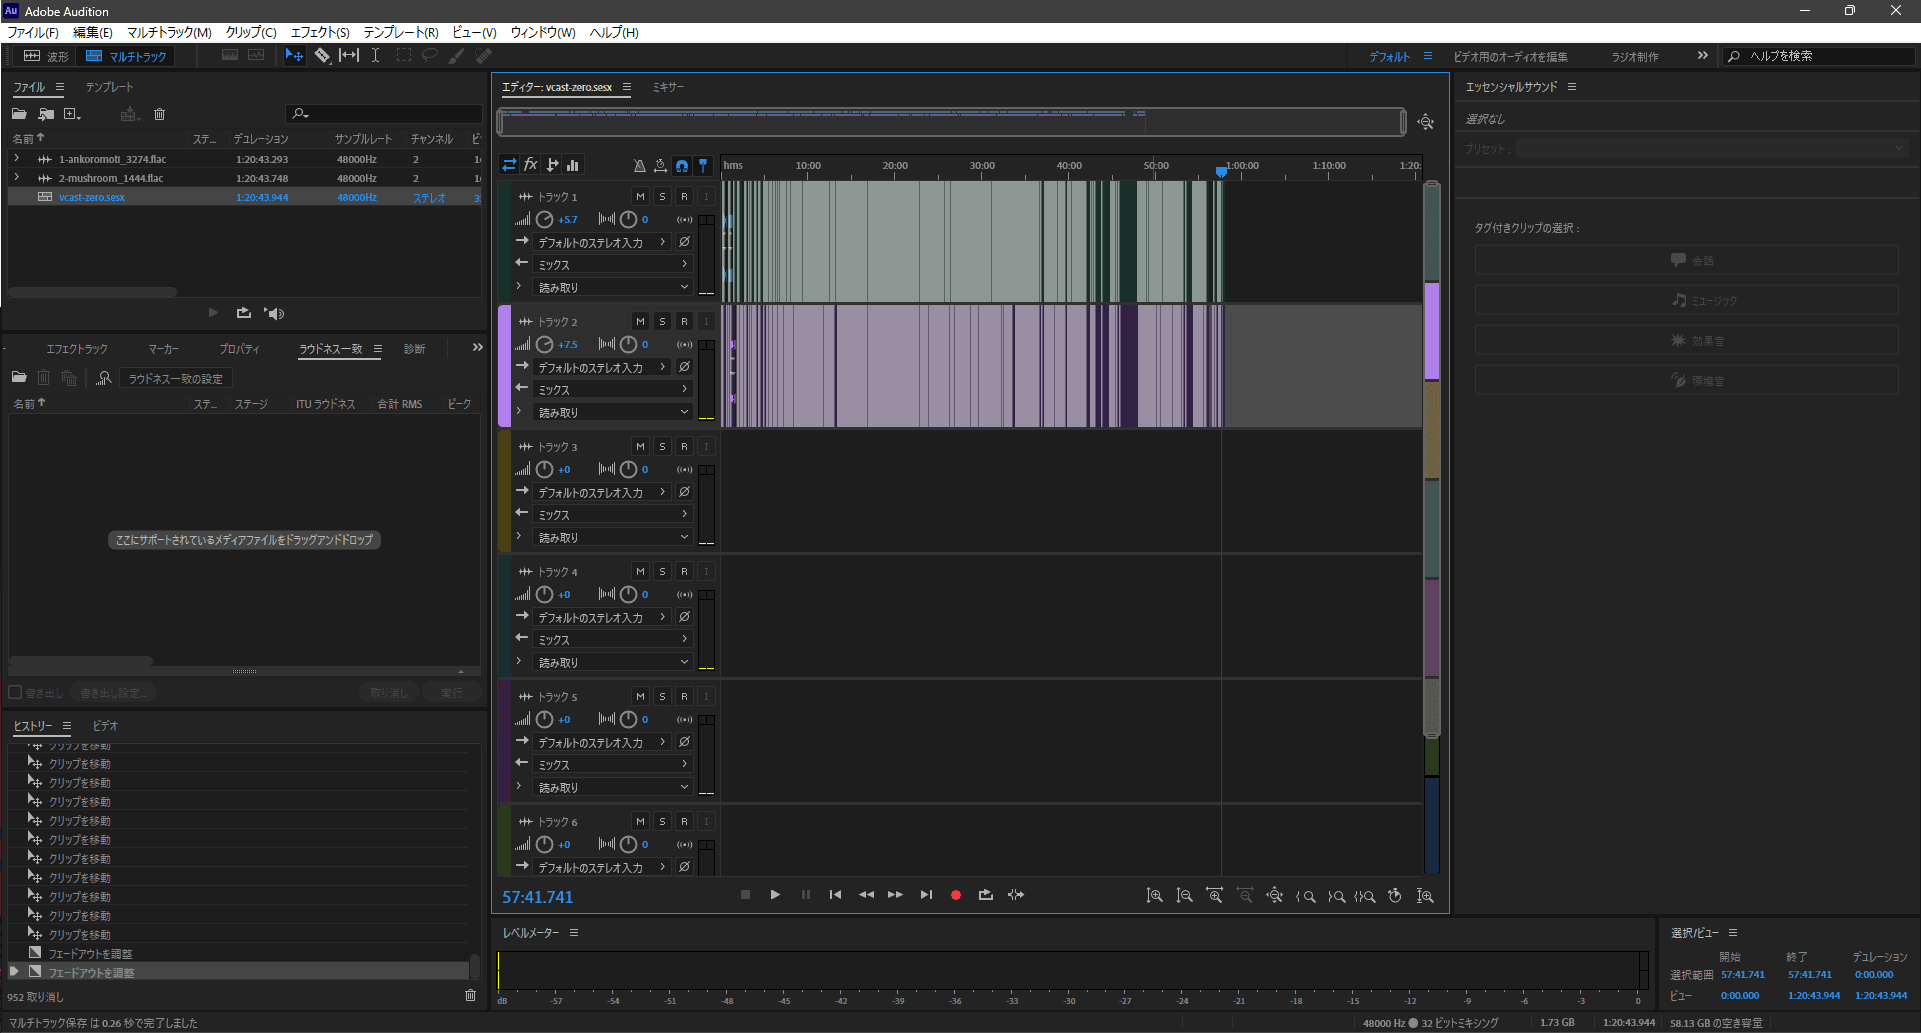 Au Adobe Audition
ファイル(F) 編集(E) マルチトラック(M) クリップ(C) エフェクト(S) テンプレート(R) ビュー(V) ウィンドウ(W) ヘルプ(H)
波形 マルチトラック
デフォルト ビデオ用のオーディオを編集 ラジオ制作 ヘルプを検索
ファイル テンプレート
名前 ステ... デュレーション サンプルレート チャンネル ビ
1-ankoromoti_3274.flac 1:20:43.293 48000Hz 2 1
2-mushroom_1444.flac 1:20:43.748 48000Hz 2 1
vcast-zero.sesx 1:20:43.944 48000Hz ステレオ 3
エフェクトラック マーカー プロパティ ラウドネス一致 診断
ラウドネス一致の設定
名前 ステ... ステージ ITU ラウドネス 合計 RMS ピーク
ここにサポートされているメディアファイルをドラッグアンドドロップ
書き出し 書き出し設定... 取り消し 実行
ヒストリー ビデオ
クリップを移動
クリップを移動
クリップを移動
クリップを移動
クリップを移動
クリップを移動
クリップを移動
クリップを移動
クリップを移動
クリップを移動
クリップを移動
フェードアウトを調整
フェードアウトを調整
952 取り消し
エディター: vcast-zero.sesx ミキサー
fx
hms 10:00 20:00 30:00 40:00 50:00 1:00:00 1:10:00 1:20
トラック 1 M S R I
+5.7 0
デフォルトのステレオ入力
ミックス
読み取り
トラック 2 M S R I
+7.5 0
デフォルトのステレオ入力
ミックス
読み取り
トラック 3 M S R I
+0 0
デフォルトのステレオ入力
ミックス
読み取り
トラック 4 M S R I
+0 0
デフォルトのステレオ入力
ミックス
読み取り
トラック 5 M S R I
+0 0
デフォルトのステレオ入力
ミックス
読み取り
トラック 6 M S R I
+0 0
デフォルトのステレオ入力
57:41.741
レベルメーター
dB -57 -54 -51 -48 -45 -42 -39 -36 -33 -30 -27 -24 -21 -18 -15 -12 -9 -6 -3 0
エッセンシャルサウンド
選択なし
プリセット:
タグ付きクリップの選択:
会話
ミュージック
効果音
環境音
選択/ビュー
開始 終了 デュレーション
選択範囲 57:41.741 57:41.741 0:00.000
ビュー 0:00.000 1:20:43.944 1:20:43.944
マルチトラック保存 は 0.26 秒で完了しました
48000 Hz ● 32 ビットミキシング 1.73 GB 1:20:43.944 58.13 GB の空き容量